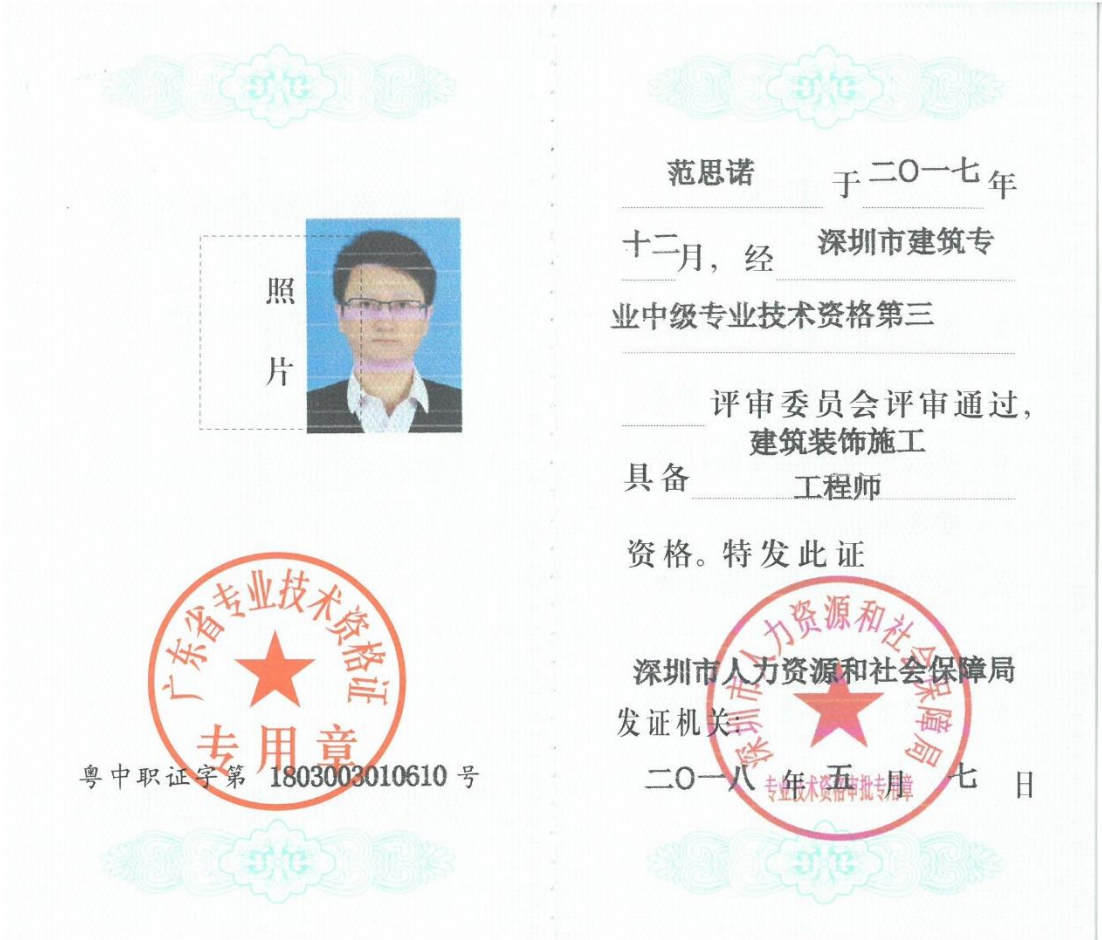 照
片
广东省专业技术资格证
专用章
粤中职证字第 1803003010610 号
范思诺 于 二〇一七 年
十二月，经 深圳市建筑专
业中级专业技术资格第三
评审委员会评审通过，
建筑装饰施工
具备 工程师
资格。特发此证
深圳市人力资源和社会保障局
深圳市人力资源和社会保障局
发证机关：
二〇一八 年 五 月 七 日
专业技术资格审批专用章